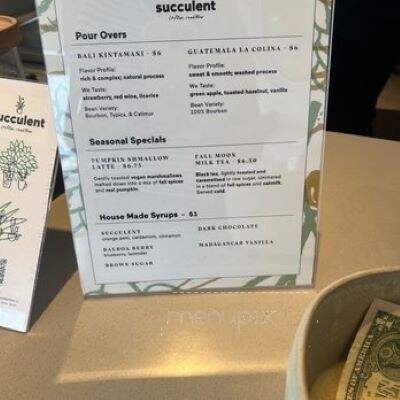 succulent
coffee roasters
Pour Overs
BALI KINTAMANI - $6
Flavor Profile:
rich & complex; natural process
We Taste:
strawberry, red wine, licorice
Bean Variety:
Bourbon, Typica, & Catimor
GUATEMALA LA COLINA - $6
Flavor Profile:
sweet & smooth; washed process
We Taste:
green apple, toasted hazelnut, vanilla
Bean Variety:
100% Bourbon
Seasonal Specials
PUMPKIN SHMALLOW
LATTE - $6.75
Gently toasted vegan marshmallows
melted down into a mix of fall spices
and real pumpkin.
FALL MOON
MILK TEA - $6.50
Black tea, lightly toasted and
caramelized in raw sugar, simmered
in a blend of fall spices and oatmilk.
Served cold.
House Made Syrups - $1
SUCCULENT
orange peel, cardamom, cinnamon
BALBOA BERRY
blueberry, lavender
BROWN SUGAR
DARK CHOCOLATE
MADAGASCAR VANILLA
succulent
coffee roasters
menupix